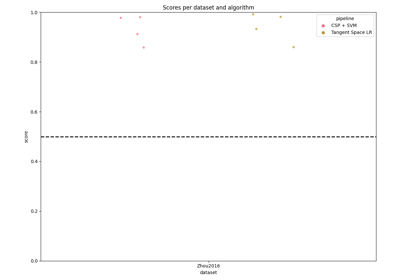 Scores per dataset and algorithm
pipeline
CSP + SVM
Tangent Space LR
1.0
0.8
0.6
0.4
0.2
0.0
score
Zhou2016
dataset